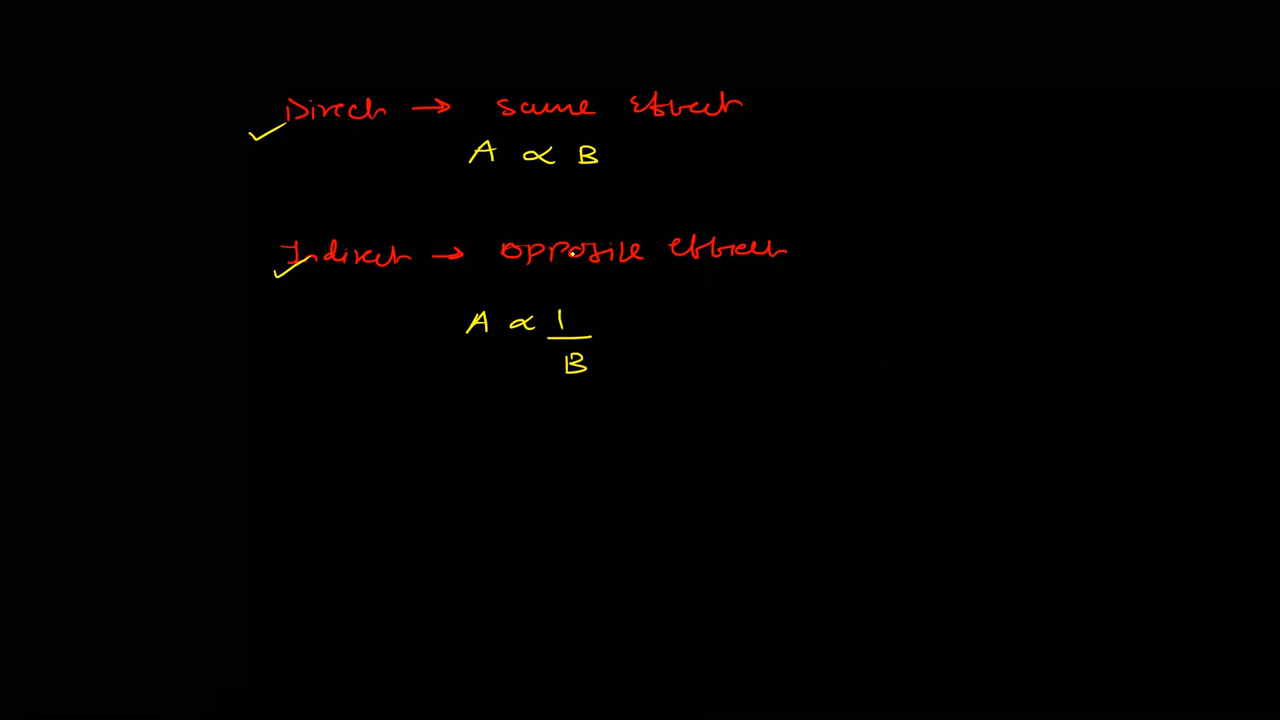 Direct → Same Effect
A ∝ B
Indirect → Opposite Effect
A ∝ 1
B